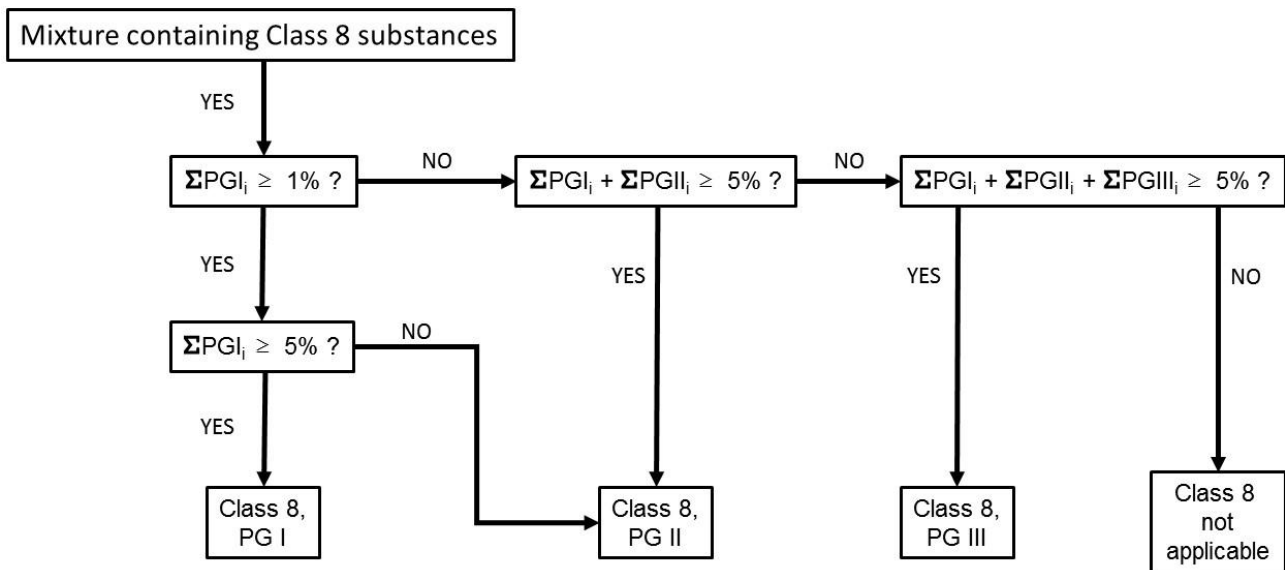 Mixture containing Class 8 substances
YES
ΣPGIᵢ ≥ 1% ?
NO
ΣPGIᵢ + ΣPGIIᵢ ≥ 5% ?
NO
ΣPGIᵢ + ΣPGIIᵢ + ΣPGIIIᵢ ≥ 5% ?
YES
YES
YES
NO
ΣPGIᵢ ≥ 5% ?
NO
YES
Class 8,
PG I
Class 8,
PG II
Class 8,
PG III
Class 8
not
applicable